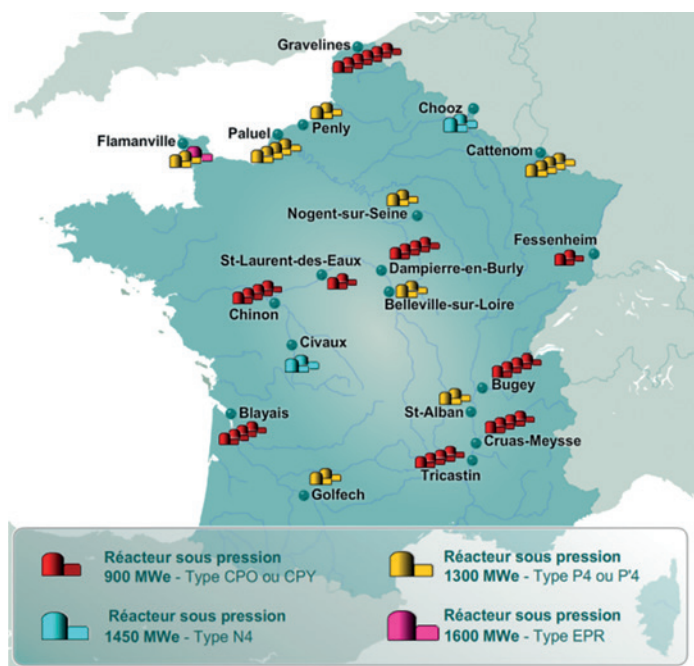 Gravelines
Chooz
Penly
Paluel
Flamanville
Cattenom
Nogent-sur-Seine
Fessenheim
St-Laurent-des-Eaux
Dampierre-en-Burly
Belleville-sur-Loire
Chinon
Civaux
Bugey
St-Alban
Blayais
Cruas-Meysse
Tricastin
Golfech
Réacteur sous pression
900 MWe - Type CPO ou CPY
Réacteur sous pression
1300 MWe - Type P4 ou P'4
Réacteur sous pression
1450 MWe - Type N4
Réacteur sous pression
1600 MWe - Type EPR